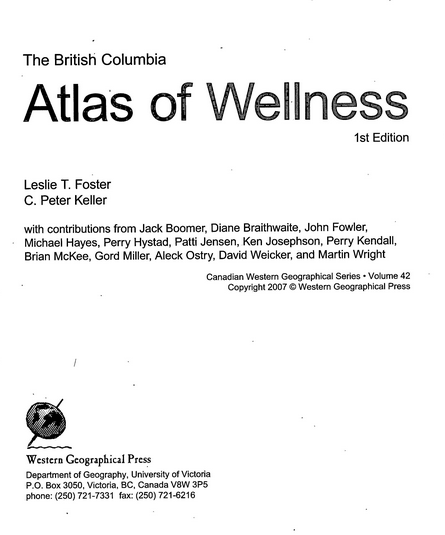 The British Columbia
Atlas of Wellness
1st Edition
Leslie T. Foster
C. Peter Keller
with contributions from Jack Boomer, Diane Braithwaite, John Fowler,
Michael Hayes, Perry Hystad, Patti Jensen, Ken Josephson, Perry Kendall,
Brian McKee, Gord Miller, Aleck Ostry, David Weicker, and Martin Wright
Canadian Western Geographical Series • Volume 42
Copyright 2007 © Western Geographical Press
Western Geographical Press
Department of Geography, University of Victoria
P.O. Box 3050, Victoria, BC, Canada V8W 3P5
phone: (250) 721-7331 fax: (250) 721-6216